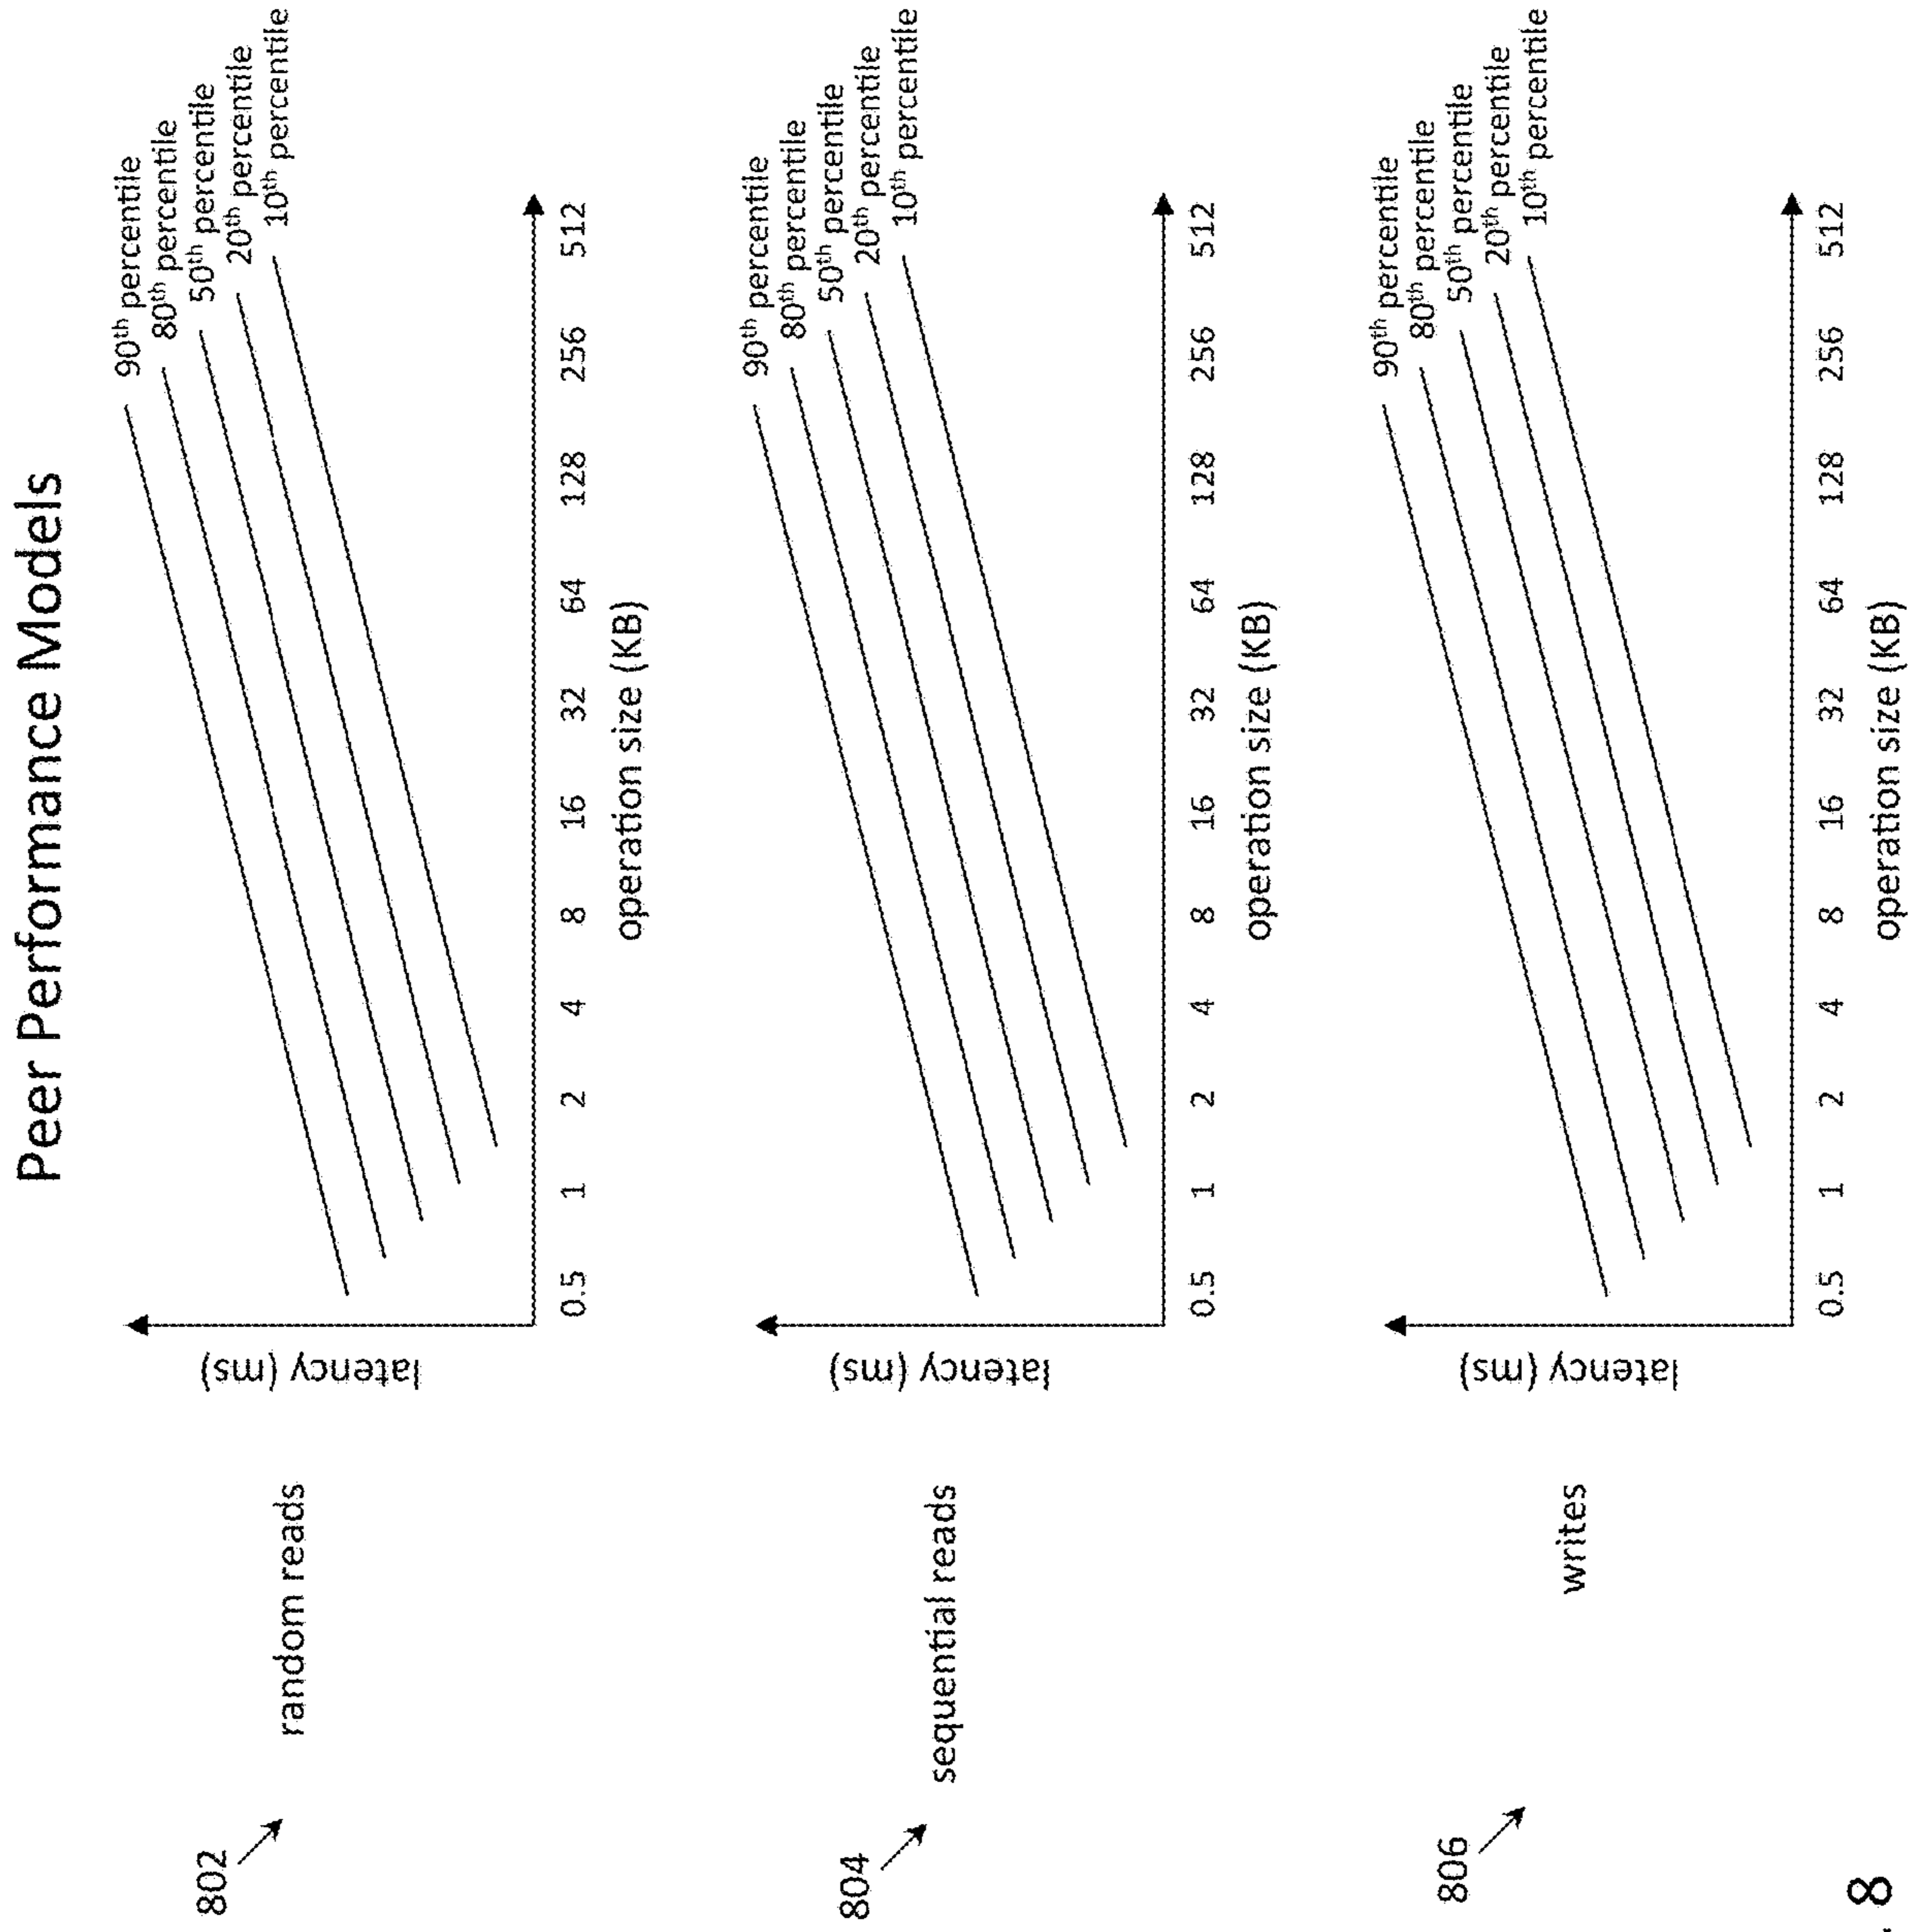 Peer Performance Models
802
random reads
latency (ms)
90th percentile
80th percentile
50th percentile
20th percentile
10th percentile
0.5 1 2 4 8 16 32 64 128 256 512
operation size (KB)
804
sequential reads
latency (ms)
90th percentile
80th percentile
50th percentile
20th percentile
10th percentile
0.5 1 2 4 8 16 32 64 128 256 512
operation size (KB)
806
writes
latency (ms)
90th percentile
80th percentile
50th percentile
20th percentile
10th percentile
0.5 1 2 4 8 16 32 64 128 256 512
operation size (KB)
8